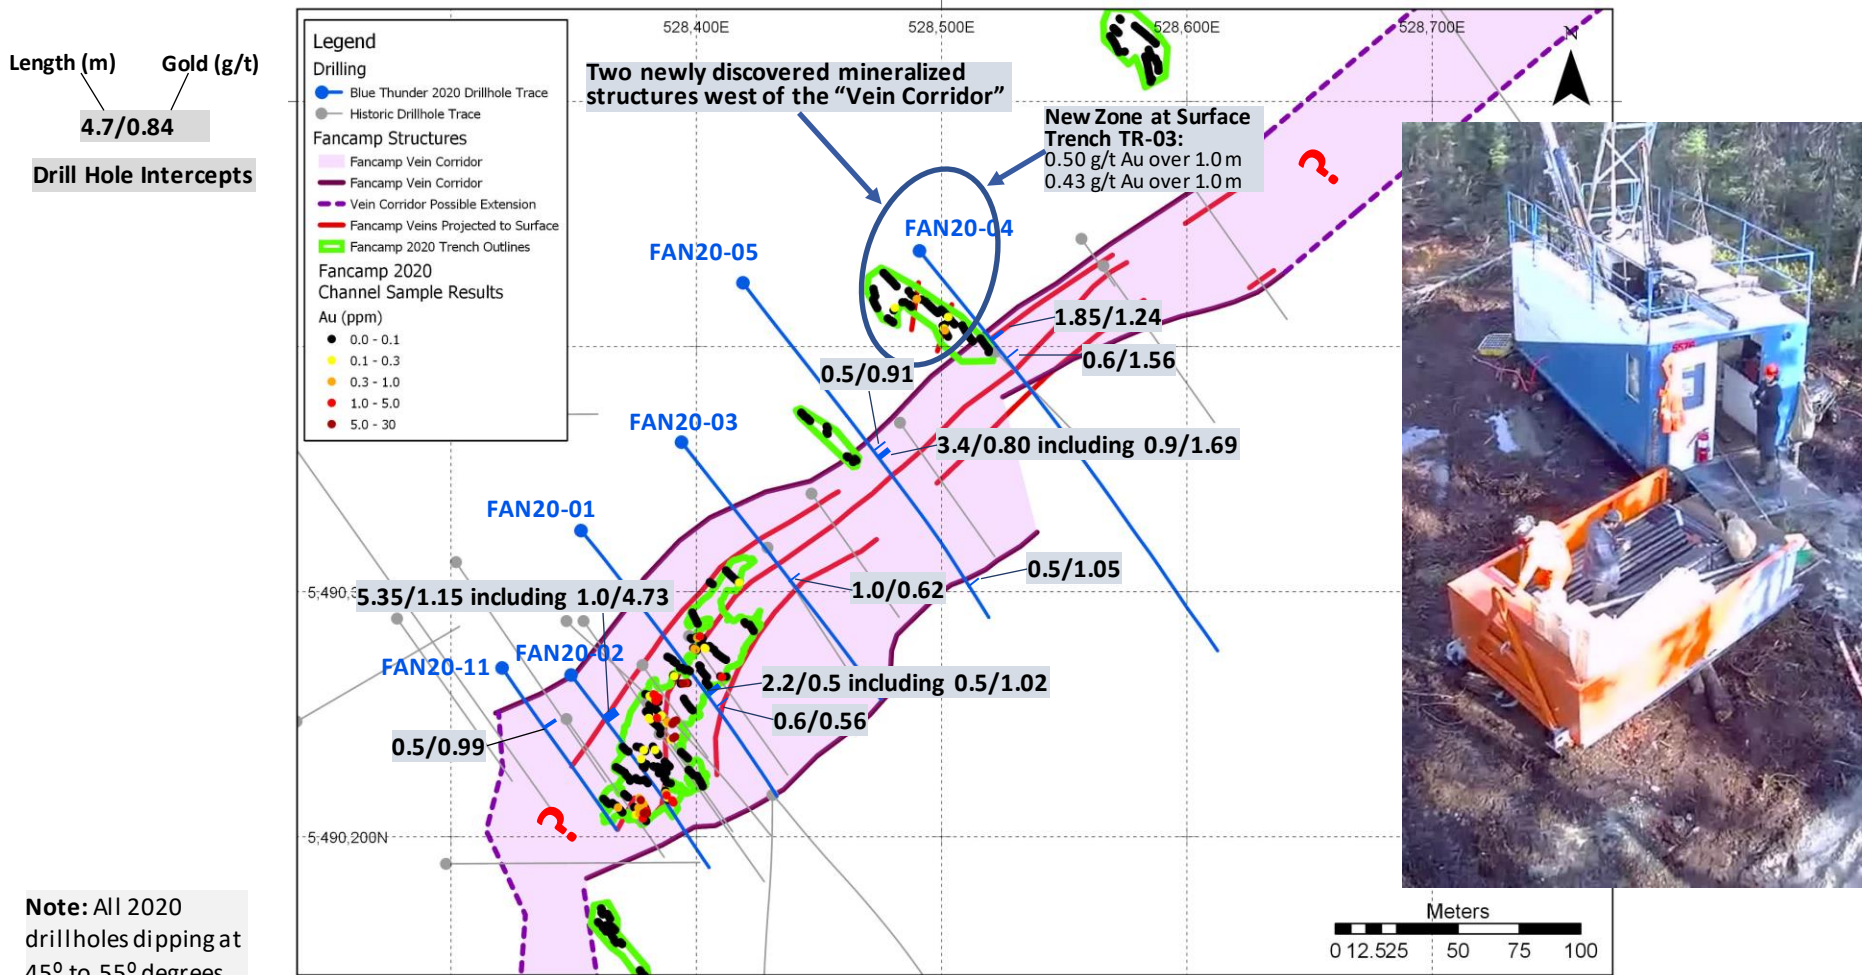 Length (m) Gold (g/t)
4.7/0.84
Drill Hole Intercepts
Note: All 2020
drillholes dipping at
45⁰ to 55⁰ degrees
Legend
Drilling
Blue Thunder 2020 Drillhole Trace
Historic Drillhole Trace
Fancamp Structures
Fancamp Vein Corridor
Fancamp Vein Corridor
Vein Corridor Possible Extension
Fancamp Veins Projected to Surface
Fancamp 2020 Trench Outlines
Fancamp 2020
Channel Sample Results
Au (ppm)
0.0 - 0.1
0.1 - 0.3
0.3 - 1.0
1.0 - 5.0
5.0 - 30
528,400E 528,500E 528,600E 528,700E
N
Two newly discovered mineralized
structures west of the “Vein Corridor”
New Zone at Surface
Trench TR-03:
0.50 g/t Au over 1.0 m
0.43 g/t Au over 1.0 m
?
FAN20-04
FAN20-05
1.85/1.24
0.6/1.56
0.5/0.91
FAN20-03
3.4/0.80 including 0.9/1.69
FAN20-01
0.5/1.05
1.0/0.62
5,490,3
5.35/1.15 including 1.0/4.73
FAN20-02
FAN20-11
2.2/0.5 including 0.5/1.02
0.6/0.56
0.5/0.99
?
5,490,200N
Meters
0 12.525 50 75 100